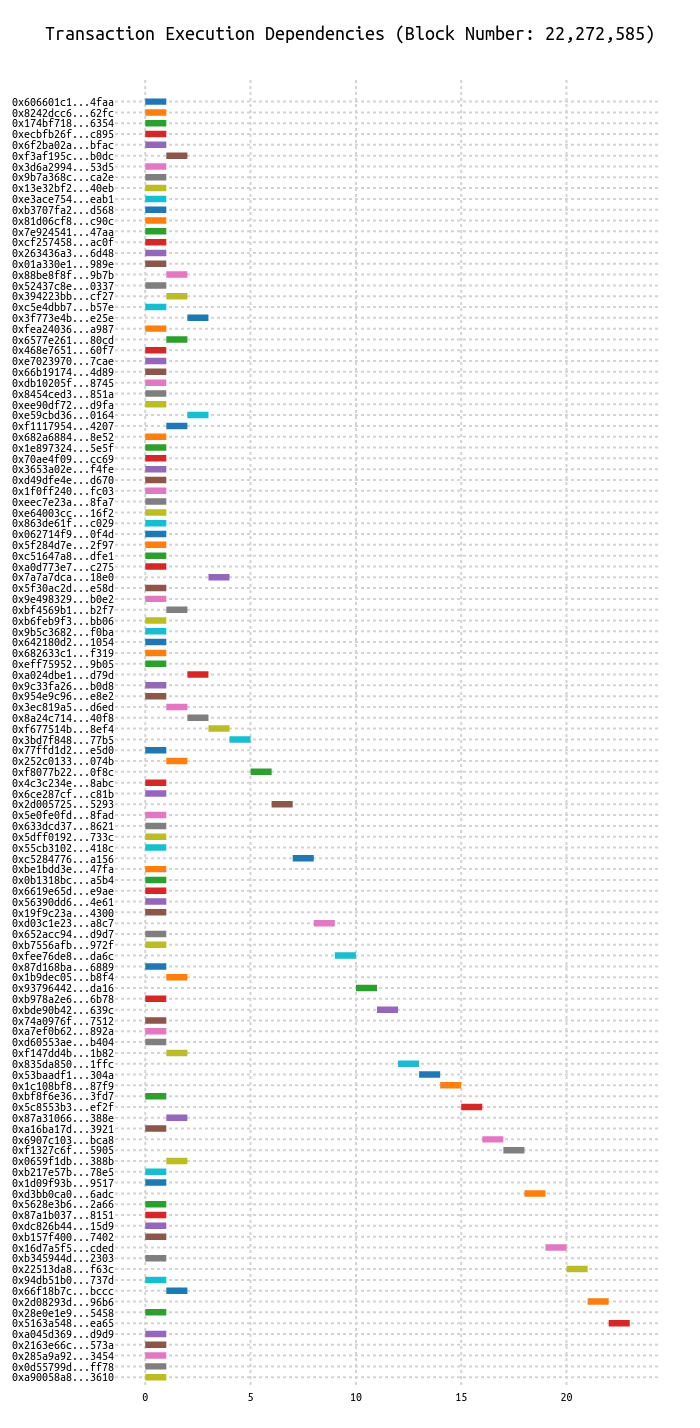 Transaction Execution Dependencies (Block Number: 22,272,585)
0x606601c1...4faa
0x8242dcc6...62fc
0x174bf718...6354
0xecbfb26f...c895
0x6f2ba02a...bfac
0xf3af195c...b0dc
0x3d6a2994...53d5
0x9b7a368c...ca2e
0x13e32bf2...40eb
0xe3ace754...eab1
0xb3707fa2...d568
0x81d06cf8...c90c
0x7e924541...47aa
0xcf257458...ac0f
0x263436a3...6d48
0x01a330e1...989e
0x88be8f8f...9b7b
0x52437c8e...0337
0x394223bb...cf27
0xc5e4dbb7...b57e
0x3f773e4b...e25e
0xfea24036...a987
0x6577e261...80cd
0x468e7651...60f7
0xe7023970...7cae
0x66b19174...4d89
0xdb10205f...8745
0x8454ced3...851a
0xee90df72...d9fa
0xe59cbd36...0164
0xf1117954...4207
0x682a6884...8e52
0x1e897324...5e5f
0x70ae4f09...cc69
0x3653a02e...f4fe
0xd49dfe4e...d670
0x1f0ff240...fc03
0xeec7e23a...8fa7
0xe64003cc...16f2
0x863de61f...c029
0x062714f9...0f4d
0x5f284d7e...2f97
0xc51647a8...dfe1
0xa0d773e7...c275
0x7a7a7dca...18e0
0x5f30ac2d...e58d
0x9e498329...b0e2
0xbf4569b1...b2f7
0xb6feb9f3...bb06
0x9b5c3682...f0ba
0x642180d2...1054
0x682633c1...f319
0xeff75952...9b05
0xa024dbe1...d79d
0x9c33fa26...b0d8
0x954e9c96...e8e2
0x3ec819a5...d6ed
0x8a24c714...40f8
0xf677514b...8ef4
0x3bd7f848...77b5
0x77ffd1d2...e5d0
0x252c0133...074b
0xf8077b22...0f8c
0x4c3c234e...8abc
0x6ce287cf...c81b
0x2d005725...5293
0x5e0fe0fd...8fad
0x633dcd37...8621
0x5dff0192...733c
0x55cb3102...418c
0xc5284776...a156
0xbe1bdd3e...47fa
0x0b1318bc...a5b4
0x6619e65d...e9ae
0x56390dd6...4e61
0x19f9c23a...4300
0xd03c1e23...a8c7
0x652acc94...d9d7
0xb7556afb...972f
0xfee76de8...da6c
0x87d168ba...6889
0x1b9dec05...b8f4
0x93796442...da16
0xb978a2e6...6b78
0xbde90b42...639c
0x74a0976f...7512
0xa7ef0b62...892a
0xd60553ae...b404
0xf147dd4b...1b82
0x835da850...1ffc
0x53baadf1...304a
0x1c108bf8...87f9
0xbf8f6e36...3fd7
0x5c8553b3...ef2f
0x87a31066...388e
0xa16ba17d...3921
0x6907c103...bca8
0xf1327c6f...5905
0x0659f1db...388b
0xb217e57b...78e5
0x1d09f93b...9517
0xd3bb0ca0...6adc
0x5628e3b6...2a66
0x87a1b037...8151
0xdc826b44...15d9
0xb157f400...7402
0x16d7a5f5...cded
0xb345944d...2303
0x22513da8...f63c
0x94db51b0...737d
0x66f18b7c...bccc
0x2d08293d...96b6
0x28e0e1e9...5458
0x5163a548...ea65
0xa045d369...d9d9
0x2163e66c...573a
0x285a9a92...3454
0x0d55799d...ff78
0xa90058a8...3610
0 5 10 15 20